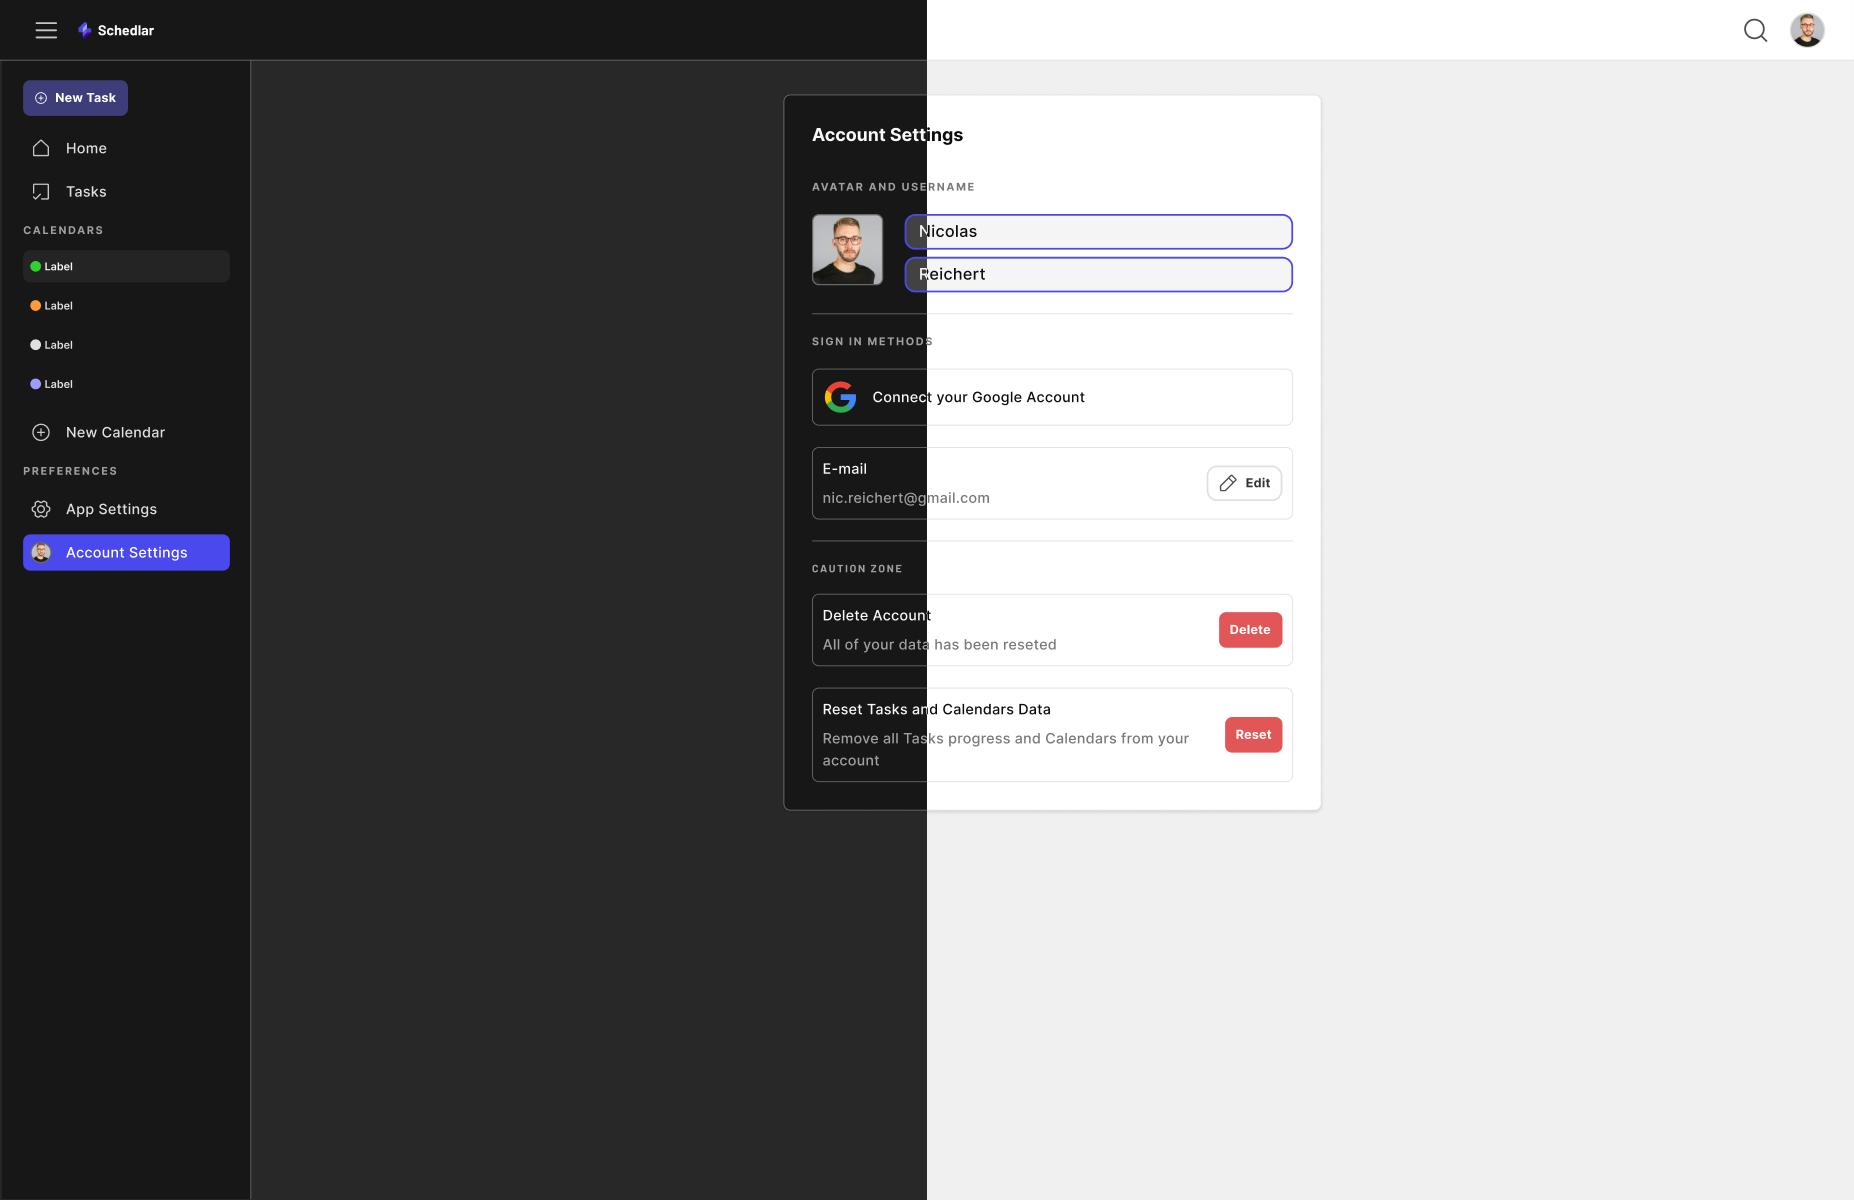 Schedlar
New Task
Home
Tasks
CALENDARS
Label
Label
Label
Label
New Calendar
PREFERENCES
App Settings
Account Settings
Account Settings
AVATAR AND USERNAME
Nicolas
Reichert
SIGN IN METHODS
Connect your Google Account
E-mail
nic.reichert@gmail.com
Edit
CAUTION ZONE
Delete Account
All of your data has been reseted
Delete
Reset Tasks and Calendars Data
Remove all Tasks progress and Calendars from your
account
Reset